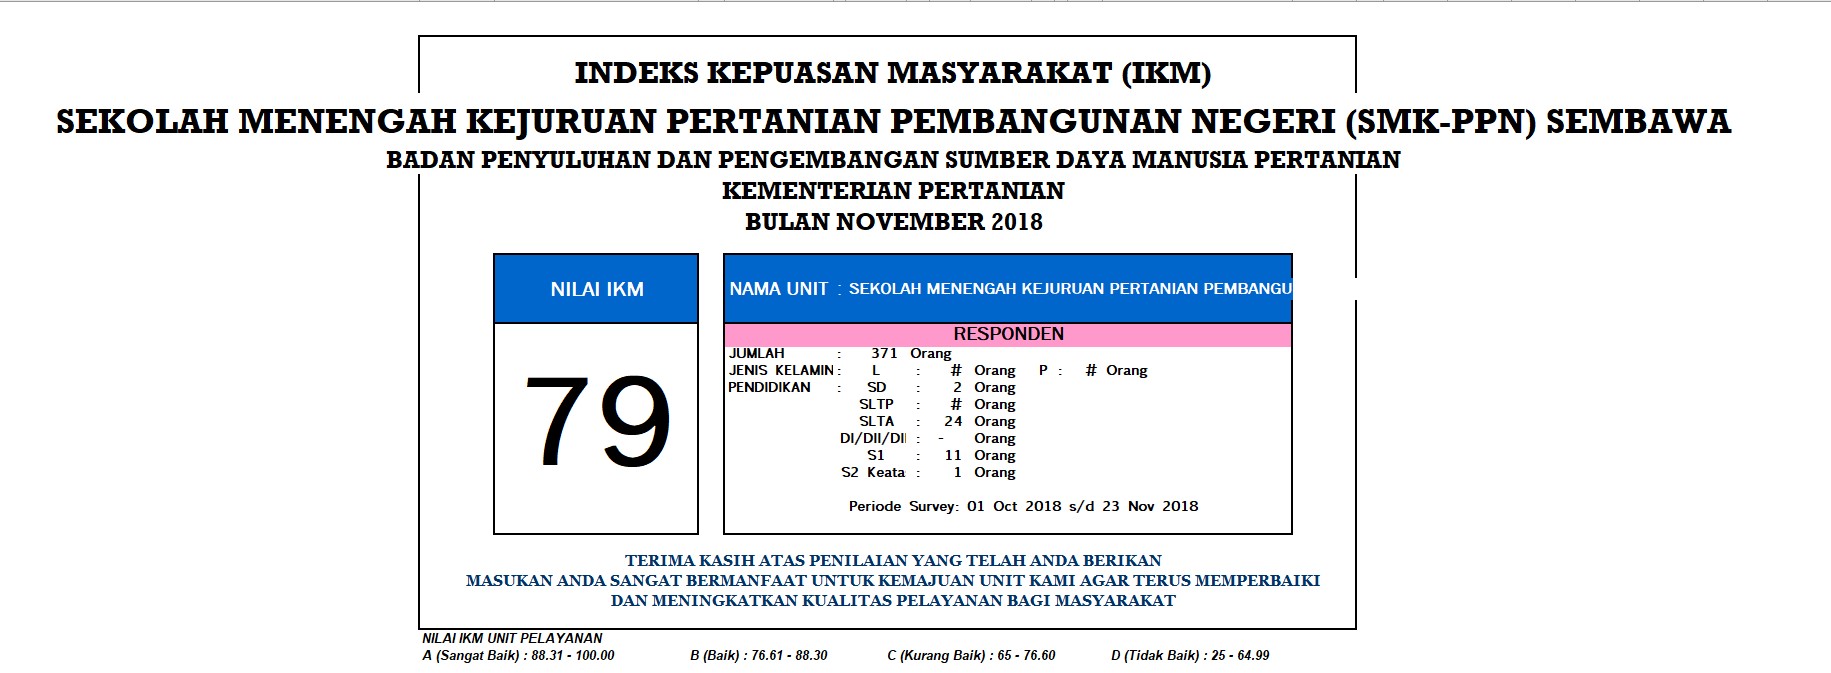 INDEKS KEPUASAN MASYARAKAT (IKM)
SEKOLAH MENENGAH KEJURUAN PERTANIAN PEMBANGUNAN NEGERI (SMK-PPN) SEMBAWA
BADAN PENYULUHAN DAN PENGEMBANGAN SUMBER DAYA MANUSIA PERTANIAN
KEMENTERIAN PERTANIAN
BULAN NOVEMBER 2018
NILAI IKM
79
NAMA UNIT : SEKOLAH MENENGAH KEJURUAN PERTANIAN PEMBANGU
RESPONDEN
JUMLAH : 371 Orang
JENIS KELAMIN : L : # Orang P : # Orang
PENDIDIKAN : SD : 2 Orang
SLTP : # Orang
SLTA : 24 Orang
DI/DII/DI : - Orang
S1 : 11 Orang
S2 Keata : 1 Orang
Periode Survey: 01 Oct 2018 s/d 23 Nov 2018
TERIMA KASIH ATAS PENILAIAN YANG TELAH ANDA BERIKAN
MASUKAN ANDA SANGAT BERMANFAAT UNTUK KEMAJUAN UNIT KAMI AGAR TERUS MEMPERBAIKI
DAN MENINGKATKAN KUALITAS PELAYANAN BAGI MASYARAKAT
NILAI IKM UNIT PELAYANAN
A (Sangat Baik) : 88.31 - 100.00 B (Baik) : 76.61 - 88.30 C (Kurang Baik) : 65 - 76.60 D (Tidak Baik) : 25 - 64.99